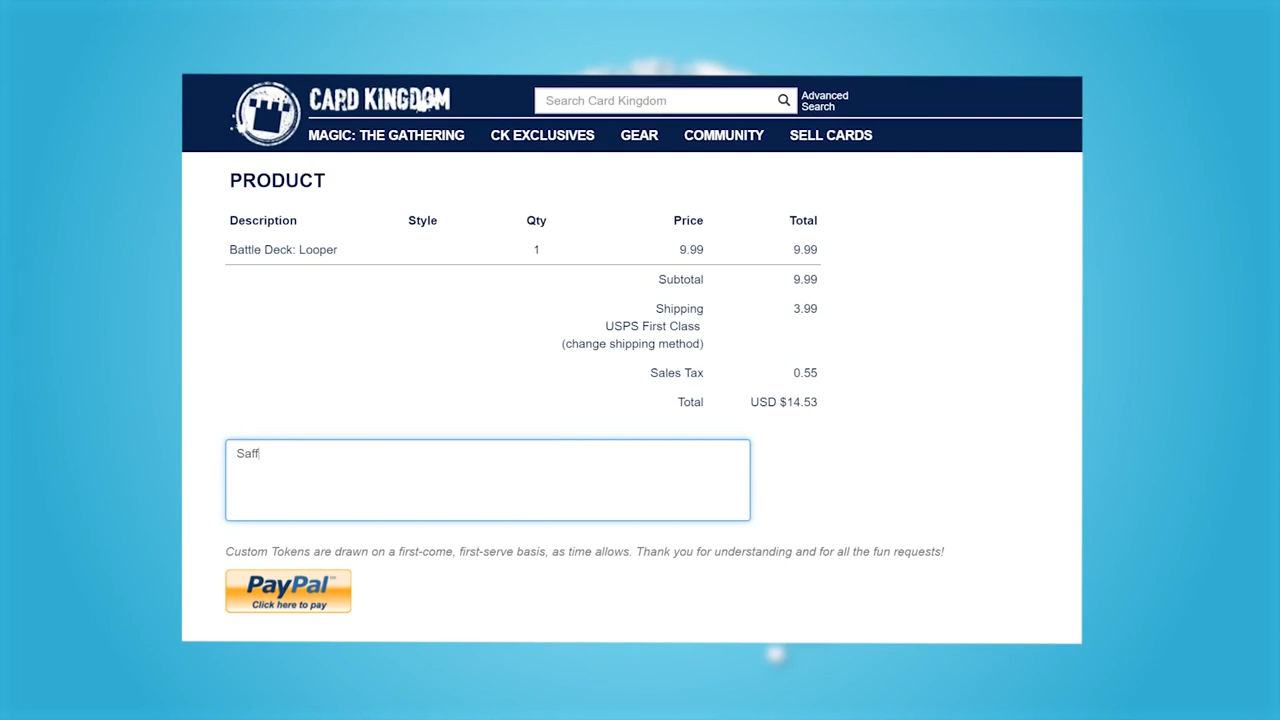 CARD KINGDOM
Search Card Kingdom
Advanced
Search
MAGIC: THE GATHERING CK EXCLUSIVES GEAR COMMUNITY SELL CARDS
PRODUCT
Description Style Qty Price Total
Battle Deck: Looper 1 9.99 9.99
Subtotal 9.99
Shipping 3.99
USPS First Class
(change shipping method)
Sales Tax 0.55
Total USD $14.53
Saff
Custom Tokens are drawn on a first-come, first-serve basis, as time allows. Thank you for understanding and for all the fun requests!
PayPal
Click here to pay